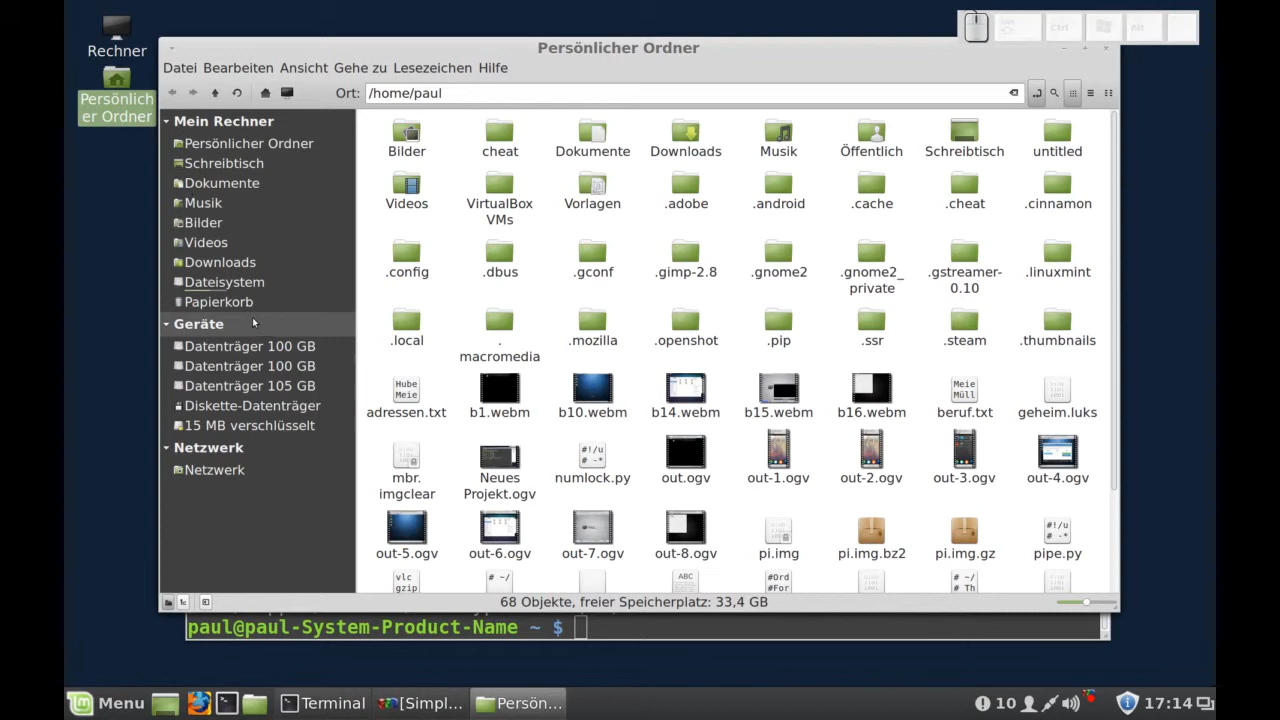 Rechner
Persönlich
er Ordner
Persönlicher Ordner
Ctrl
Alt
Datei Bearbeiten Ansicht Gehe zu Lesezeichen Hilfe
Ort: /home/paul
Mein Rechner
Persönlicher Ordner
Schreibtisch
Dokumente
Musik
Bilder
Videos
Downloads
Dateisystem
Papierkorb
Geräte
Datenträger 100 GB
Datenträger 100 GB
Datenträger 105 GB
Diskette-Datenträger
15 MB verschlüsselt
Netzwerk
Netzwerk
Bilder cheat Dokumente Downloads Musik Öffentlich Schreibtisch untitled
Videos VirtualBox VMs Vorlagen .adobe .android .cache .cheat .cinnamon
.config .dbus .gconf .gimp-2.8 .gnome2 .gnome2_private .gstreamer-0.10 .linuxmint
.local .macromedia .mozilla .openshot .pip .ssr .steam .thumbnails
Hube
Meie
Meie
Müll
adressen.txt b1.webm b10.webm b14.webm b15.webm b16.webm beruf.txt geheim.luks
#!/u
# -*-
mbr.imgclear Neues Projekt.ogv numlock.py out.ogv out-1.ogv out-2.ogv out-3.ogv out-4.ogv
#!/u
# -*-
out-5.ogv out-6.ogv out-7.ogv out-8.ogv pi.img pi.img.bz2 pi.img.gz pipe.py
vlc
gzip
# ~/
ABC
#Ord
#For
# ~/
# Th
68 Objekte, freier Speicherplatz: 33,4 GB
paul@paul-System-Product-Name ~ $
Menu
Terminal
[Simpl...
Persön...
10
17:14